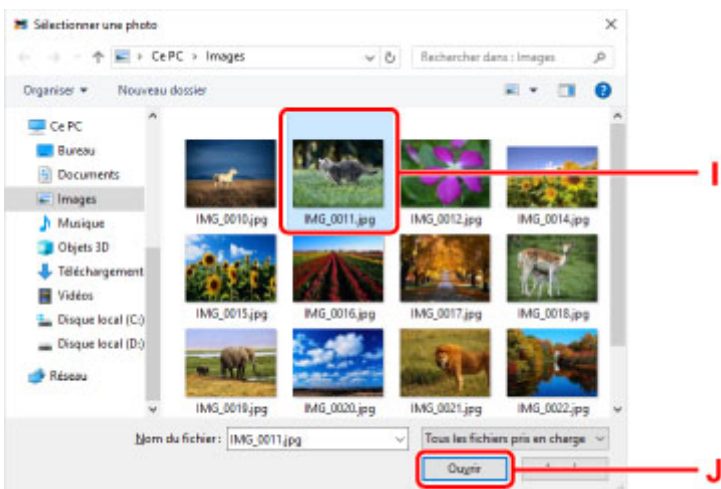 Sélectionner une photo
Ce PC > Images
Rechercher dans : Images
Organiser
Nouveau dossier
Ce PC
Bureau
Documents
Images
Musique
Objets 3D
Téléchargement
Vidéos
Disque local (C:)
Disque local (D:)
Réseau
IMG_0010.jpg
IMG_0011.jpg
IMG_0012.jpg
IMG_0014.jpg
IMG_0015.jpg
IMG_0016.jpg
IMG_0017.jpg
IMG_0018.jpg
IMG_0019.jpg
IMG_0020.jpg
IMG_0021.jpg
IMG_0022.jpg
I
Nom du fichier : IMG_0011.jpg
Tous les fichiers pris en charge
Ouvrir
J